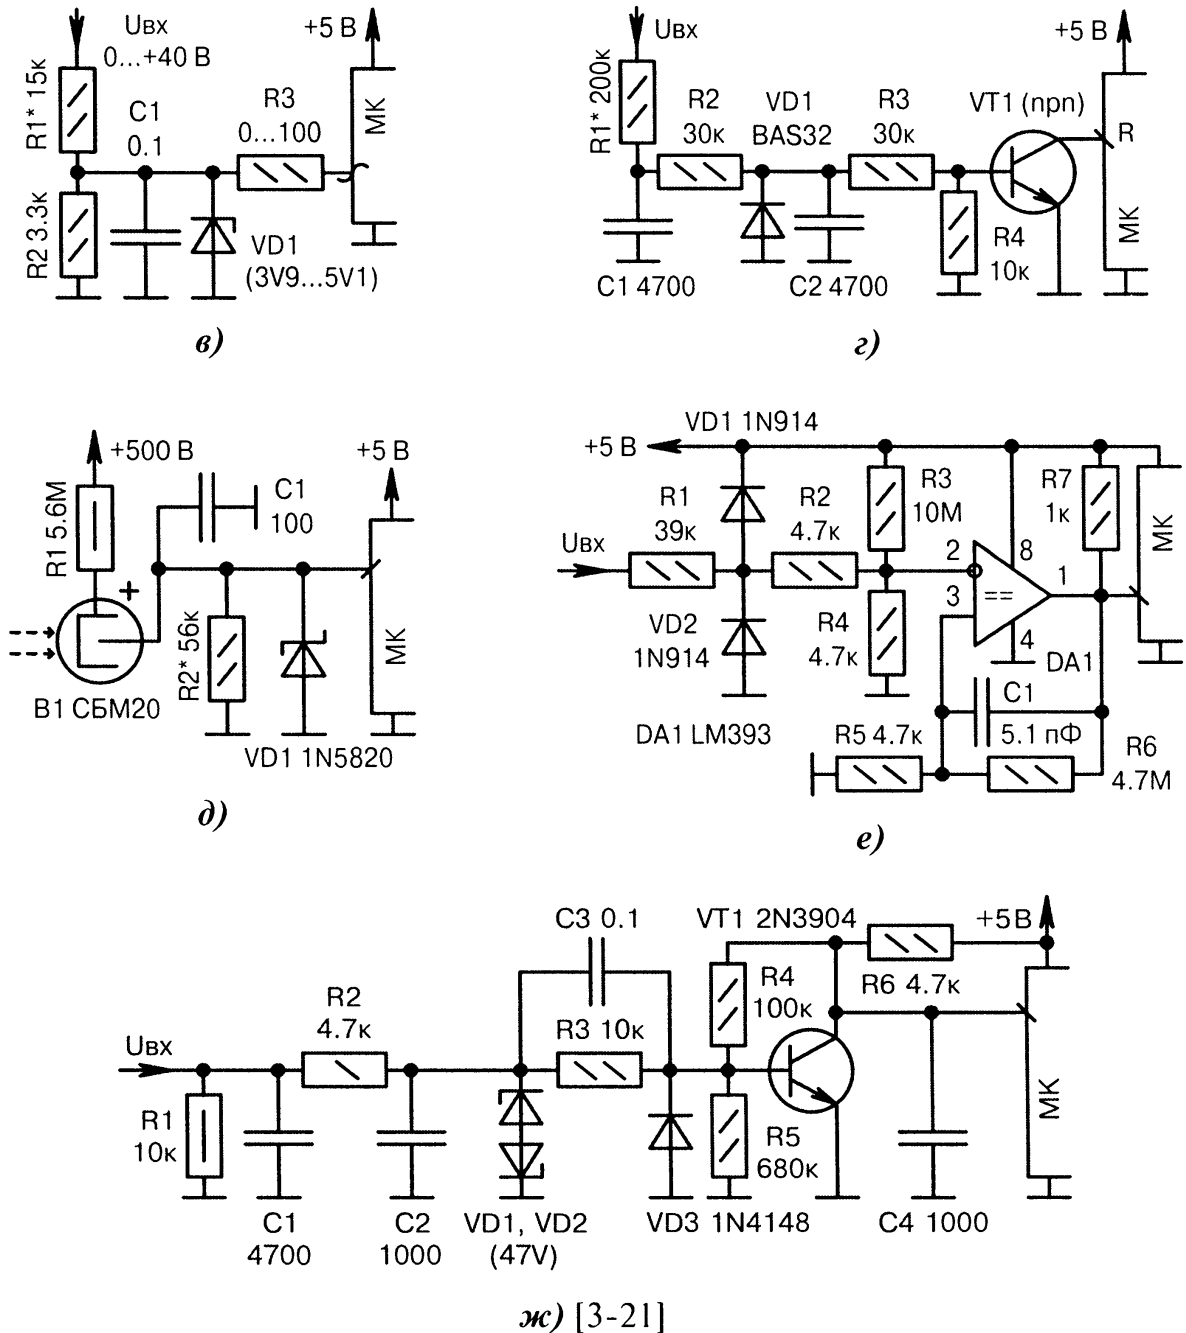 Uвх
0...+40 В
+5 В
R1* 15к
C1
0.1
R3
0...100
МК
R2 3.3к
VD1
(3V9...5V1)
в)
Uвх
+5 В
R1* 200к
R2
30к
VD1
BAS32
R3
30к
VT1 (npn)
R
МК
R4
10к
C1 4700
C2 4700
г)
+500 В
+5 В
R1 5.6М
C1
100
+
R2* 56к
МК
B1 СБМ20
VD1 1N5820
д)
VD1 1N914
+5 В
R1
39к
R2
4.7к
R3
10М
R7
1к
МК
Uвх
2
8
1
3
==
4
VD2
1N914
R4
4.7к
DA1
C1
5.1 пФ
DA1 LM393
R5 4.7к
R6
4.7М
е)
C3 0.1
VT1 2N3904
+5В
R2
4.7к
R4
100к
R6 4.7к
R3 10к
Uвх
R1
10к
R5
680к
МК
C1
4700
C2
1000
VD1, VD2
(47V)
VD3 1N4148
C4 1000
ж) [3-21]